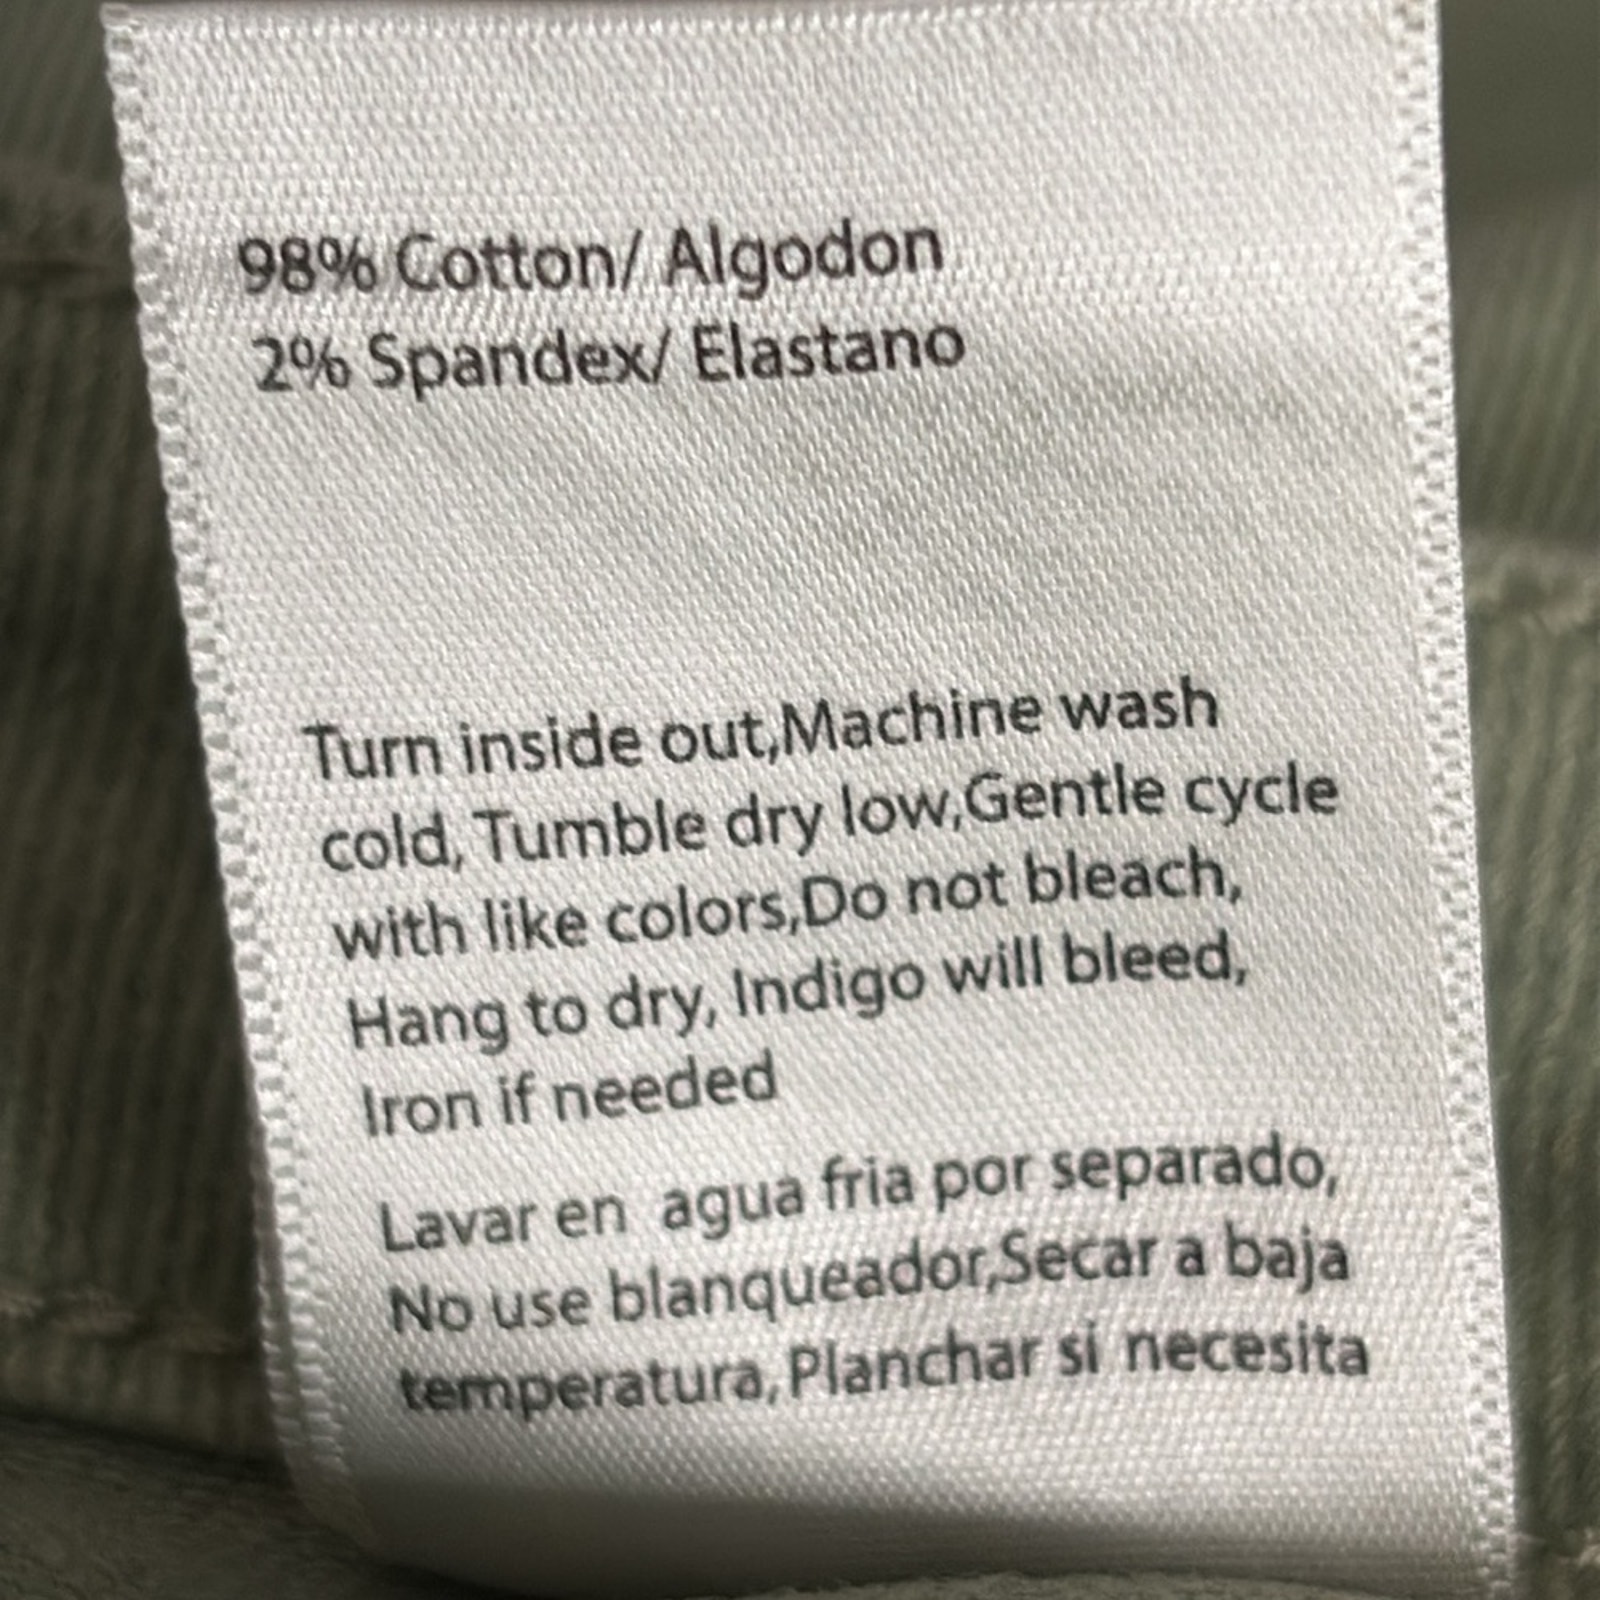 98% Cotton/ Algodon
2% Spandex/ Elastano
Turn inside out,Machine wash
cold, Tumble dry low,Gentle cycle
with like colors,Do not bleach,
Hang to dry, Indigo will bleed,
Iron if needed
Lavar en agua fria por separado,
No use blanqueador,Secar a baja
temperatura, Planchar si necesita